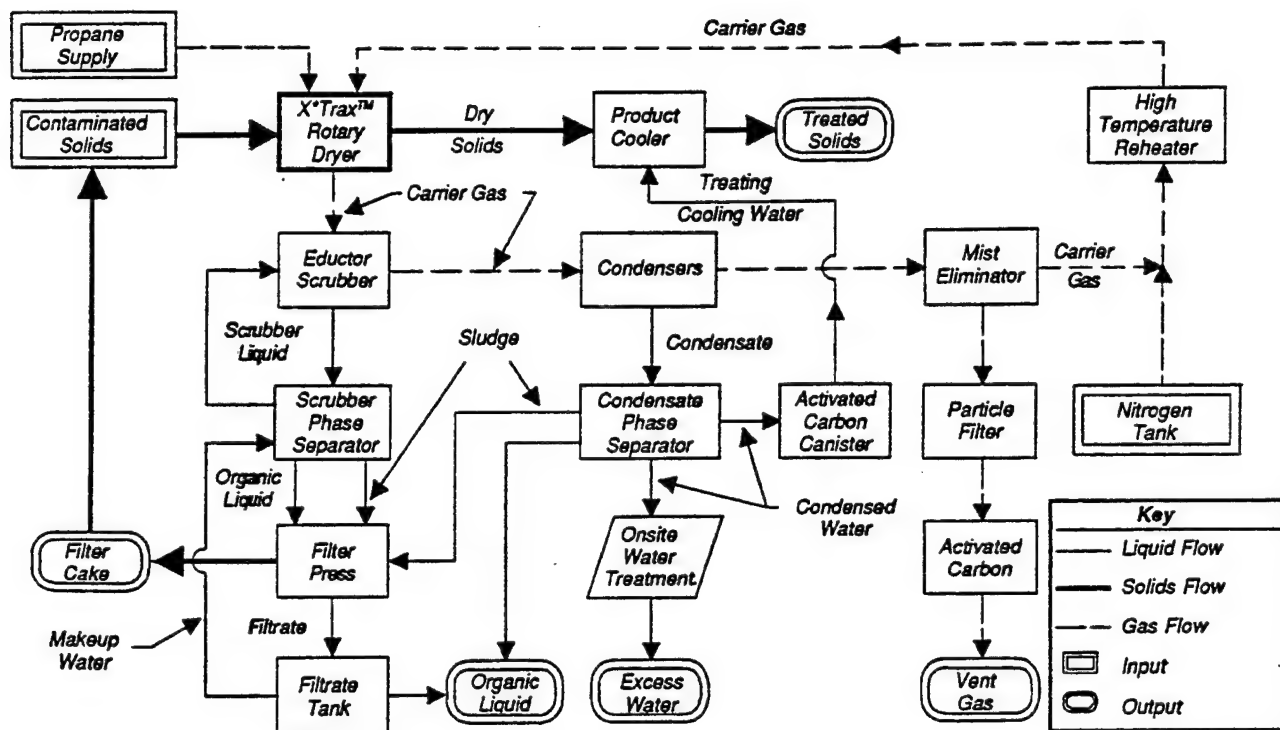 Propane
Supply
Carrier Gas
Contaminated
Solids
X*Trax™
Rotary
Dryer
Dry
Solids
Product
Cooler
Treated
Solids
High
Temperature
Reheater
Carrier Gas
Treating
Cooling Water
Eductor
Scrubber
Condensers
Mist
Eliminator
Carrier
Gas
Scrubber
Liquid
Sludge
Condensate
Scrubber
Phase
Separator
Condensate
Phase
Separator
Activated
Carbon
Canister
Particle
Filter
Nitrogen
Tank
Organic
Liquid
Condensed
Water
Filter
Cake
Filter
Press
Onsite
Water
Treatment.
Activated
Carbon
Makeup
Water
Filtrate
Filtrate
Tank
Organic
Liquid
Excess
Water
Vent
Gas
Key
Liquid Flow
Solids Flow
Gas Flow
Input
Output